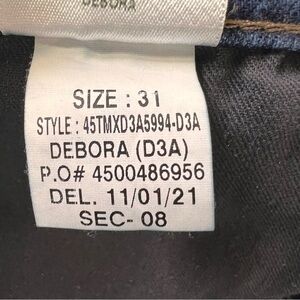 DEBORA
SIZE : 31
STYLE : 45TMXD3A5994-D3A
DEBORA (D3A)
P.O# 4500486956
DEL. 11/01/21
SEC- 08